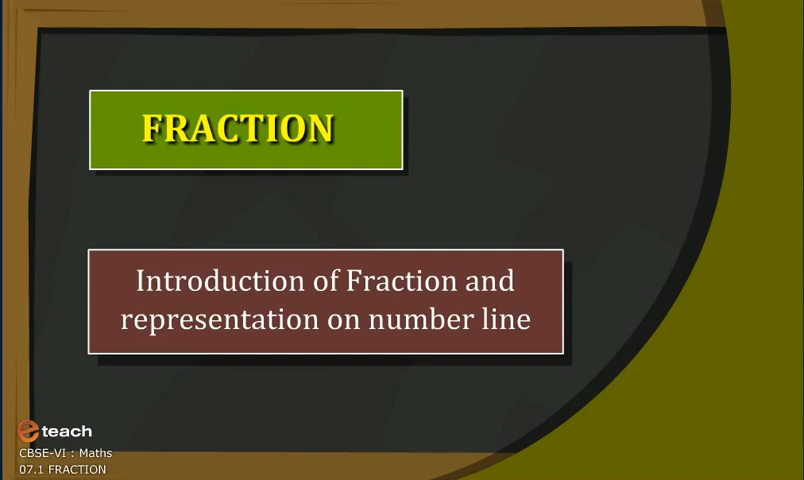 FRACTION
Introduction of Fraction and
representation on number line
eteach
CBSE-VI : Maths
07.1 FRACTION